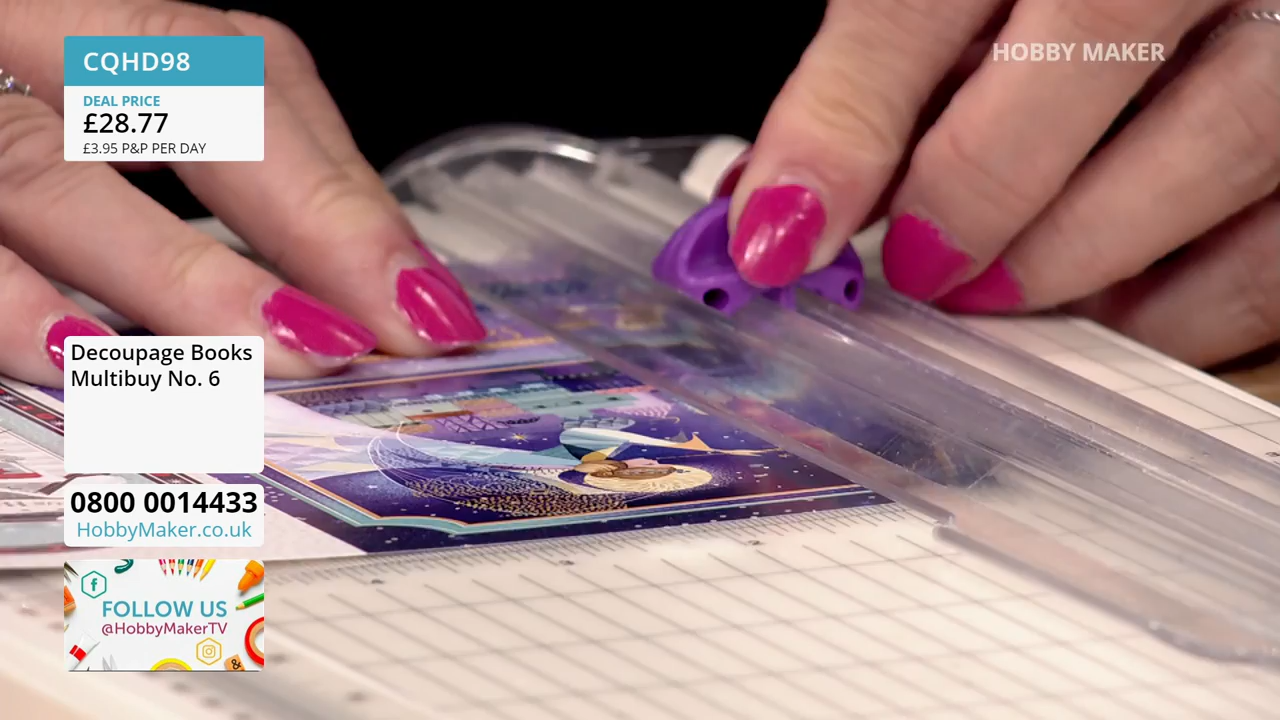 CQHD98
DEAL PRICE
£28.77
£3.95 P&P PER DAY
HOBBY MAKER
Decoupage Books
Multibuy No. 6
0800 0014433
HobbyMaker.co.uk
FOLLOW US
@HobbyMakerTV